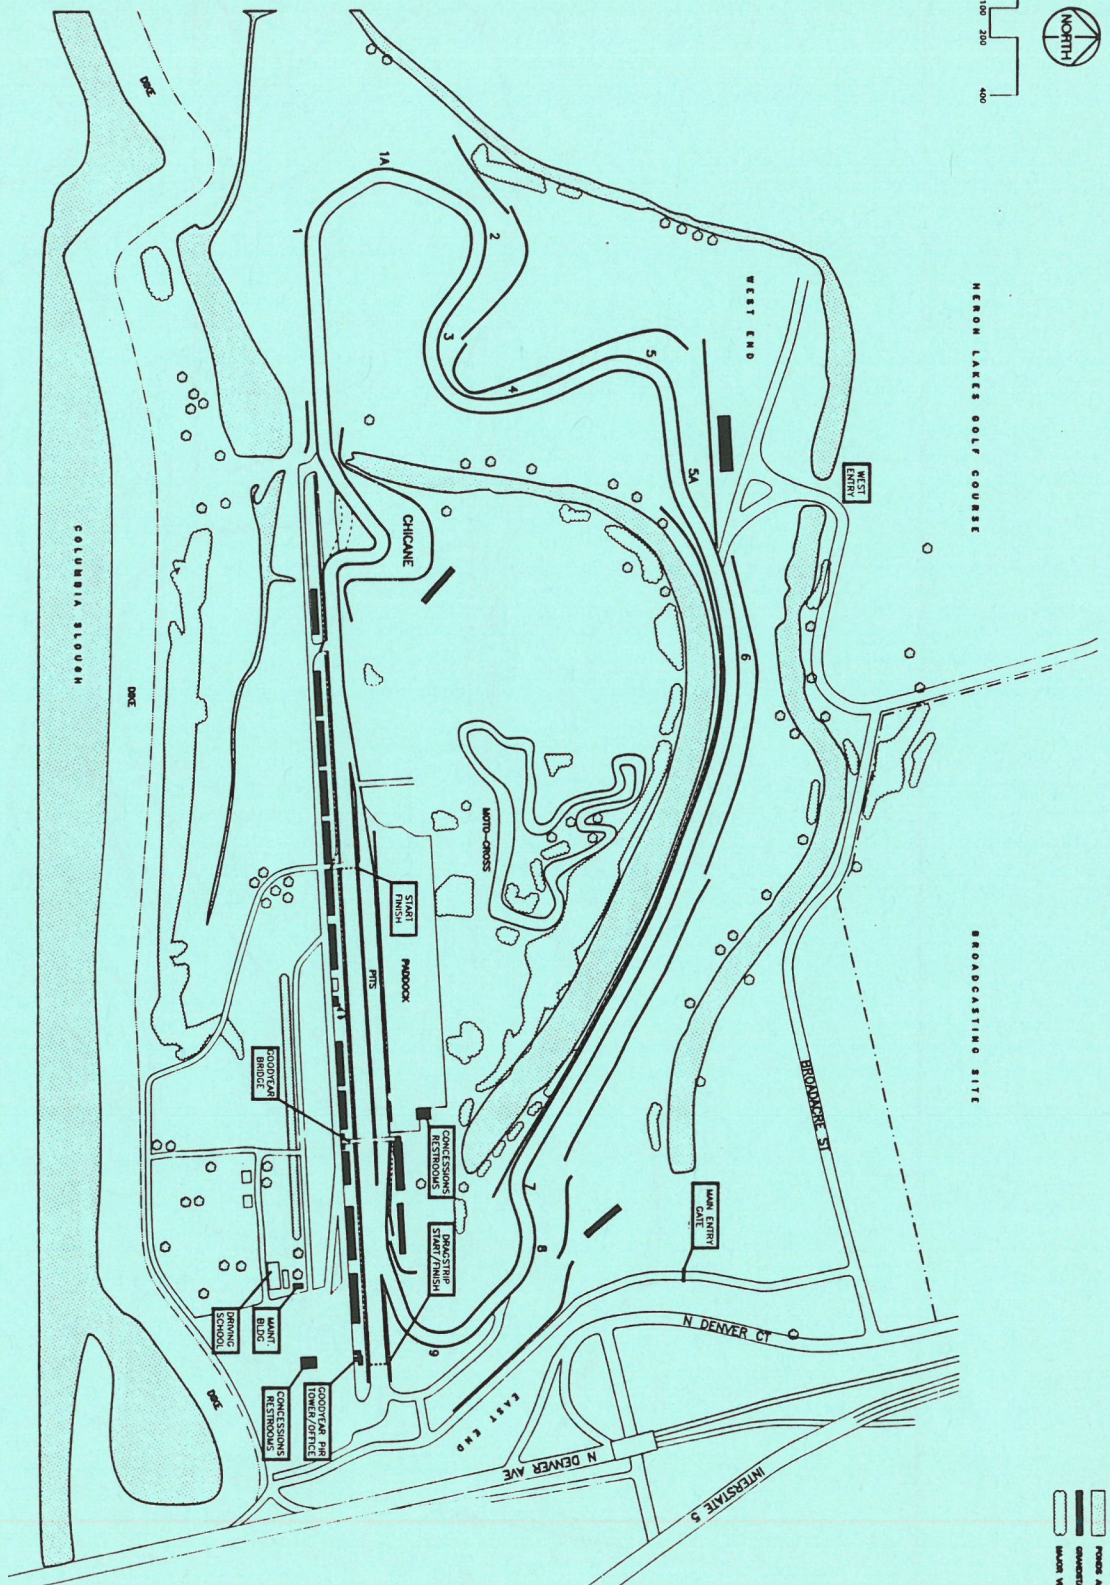 NORTH
100
200
400
HERON LAKES GOLF COURSE
BROADCASTING SITE
WEST END
WEST
ENTRY
BROADACRE ST
MAIN ENTRY
GATE
N DENVER CT
N DENVER AVE
INTERSTATE 5
EAST END
1
1A
2
3
4
5
5A
6
7
8
9
CHICANE
MOTO-CROSS
START
FINISH
PADDOCK
PITS
CONCESSIONS
RESTROOMS
DRAGSTRIP
START/FINISH
GOODYEAR
BRIDGE
DRIVING
SCHOOL
MAINT.
BLDG
GOODYEAR PIR
TOWER/OFFICE
CONCESSIONS
RESTROOMS
DIKE
DIKE
DIKE
COLUMBIA SLOUGH
PONDS
MAJOR